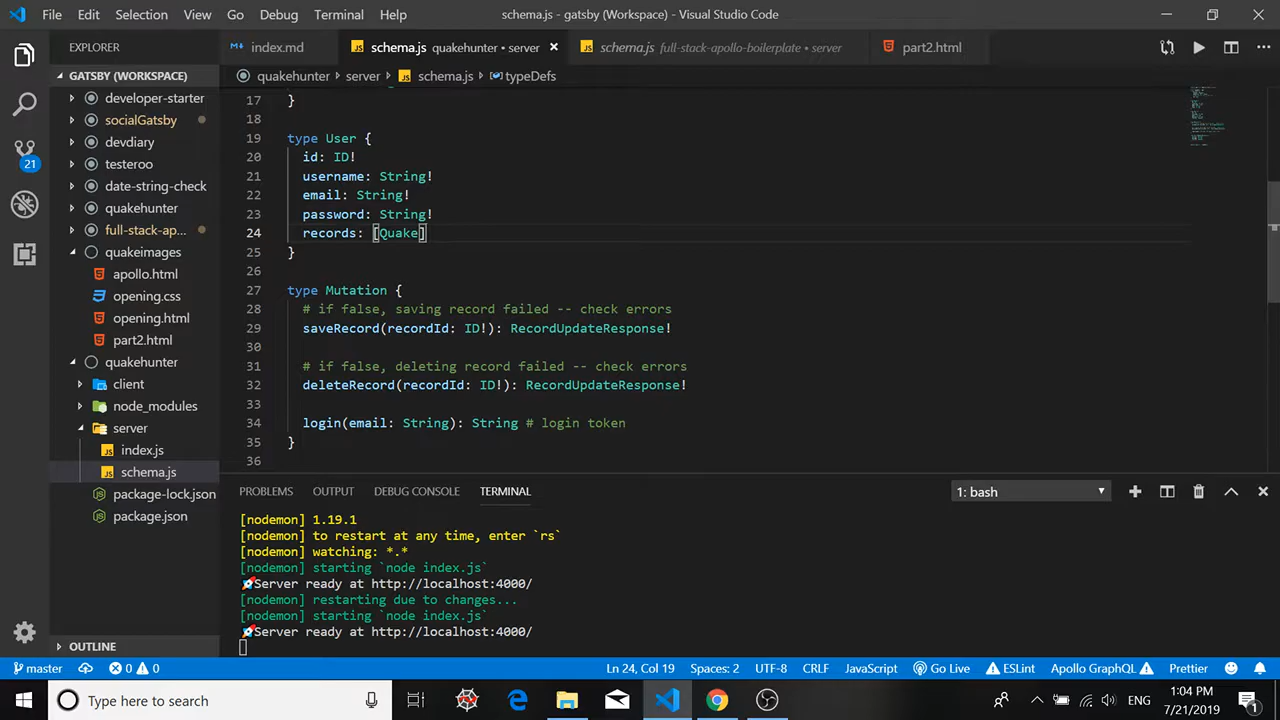 File Edit Selection View Go Debug Terminal Help schema.js - gatsby (Workspace) - Visual Studio Code
EXPLORER
GATSBY (WORKSPACE)
developer-starter
socialGatsby
devdiary
testeroo
date-string-check
quakehunter
full-stack-ap...
quakeimages
apollo.html
opening.css
opening.html
part2.html
quakehunter
client
node_modules
server
index.js
schema.js
package-lock.json
package.json
OUTLINE
21
index.md schema.js quakehunter • server schema.js full-stack-apollo-boilerplate • server part2.html
quakehunter › server › schema.js › typeDefs
17 }
18
19 type User {
20 id: ID!
21 username: String!
22 email: String!
23 password: String!
24 records: [Quake]
25 }
26
27 type Mutation {
28 # if false, saving record failed -- check errors
29 saveRecord(recordId: ID!): RecordUpdateResponse!
30
31 # if false, deleting record failed -- check errors
32 deleteRecord(recordId: ID!): RecordUpdateResponse!
33
34 login(email: String): String # login token
35 }
36
PROBLEMS OUTPUT DEBUG CONSOLE TERMINAL 1: bash
[nodemon] 1.19.1
[nodemon] to restart at any time, enter `rs`
[nodemon] watching: *.*
[nodemon] starting `node index.js`
🚀Server ready at http://localhost:4000/
[nodemon] restarting due to changes...
[nodemon] starting `node index.js`
🚀Server ready at http://localhost:4000/
master 0 0 Ln 24, Col 19 Spaces: 2 UTF-8 CRLF JavaScript Go Live ESLint Apollo GraphQL Prettier
Type here to search ENG 1:04 PM
7/21/2019 1